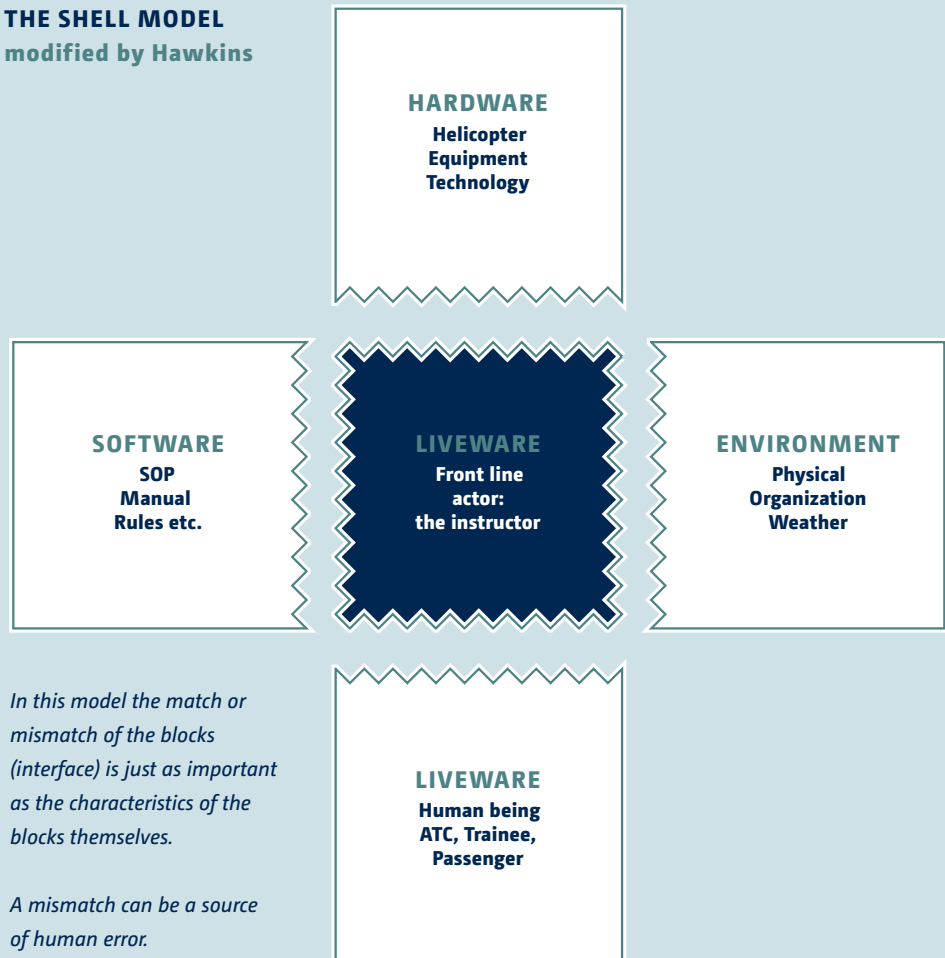 THE SHELL MODEL
modified by Hawkins
HARDWARE
Helicopter
Equipment
Technology
SOFTWARE
SOP
Manual
Rules etc.
LIVEWARE
Front line
actor:
the instructor
ENVIRONMENT
Physical
Organization
Weather
In this model the match or
mismatch of the blocks
(interface) is just as important
as the characteristics of the
blocks themselves.
A mismatch can be a source
of human error.
LIVEWARE
Human being
ATC, Trainee,
Passenger